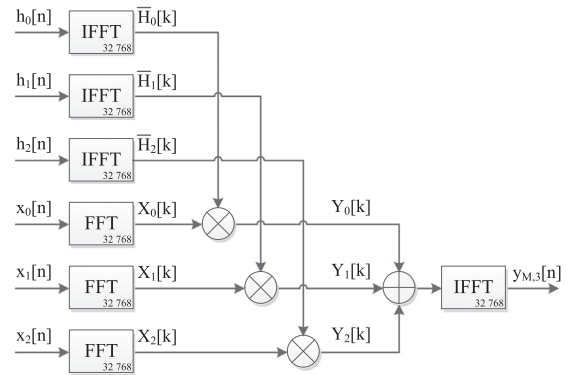 h₀[n] IFFT 32 768 H̅₀[k]
h₁[n] IFFT 32 768 H̅₁[k]
h₂[n] IFFT 32 768 H̅₂[k]
x₀[n] FFT 32 768 X₀[k] Y₀[k]
x₁[n] FFT 32 768 X₁[k] Y₁[k] IFFT 32 768 y_M,3[n]
x₂[n] FFT 32 768 X₂[k] Y₂[k]